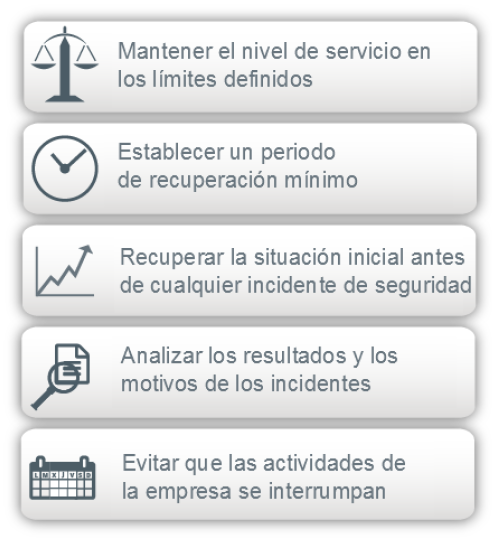 Mantener el nivel de servicio en
los límites definidos
Establecer un periodo
de recuperación mínimo
Recuperar la situación inicial antes
de cualquier incidente de seguridad
Analizar los resultados y los
motivos de los incidentes
L M X J V S D
Evitar que las actividades de
la empresa se interrumpan